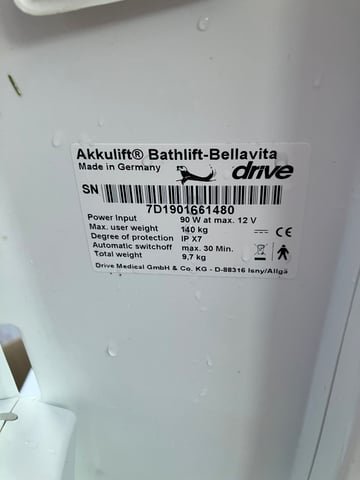 Akkulift® Bathlift-Bellavita
Made in Germany
drive
SN
7D1901661480
Power Input 90 W at max. 12 V
Max. user weight 140 kg
Degree of protection IP X7
Automatic switchoff max. 30 Min.
Total weight 9,7 kg
Drive Medical GmbH & Co. KG - D-88316 Isny/Allgä